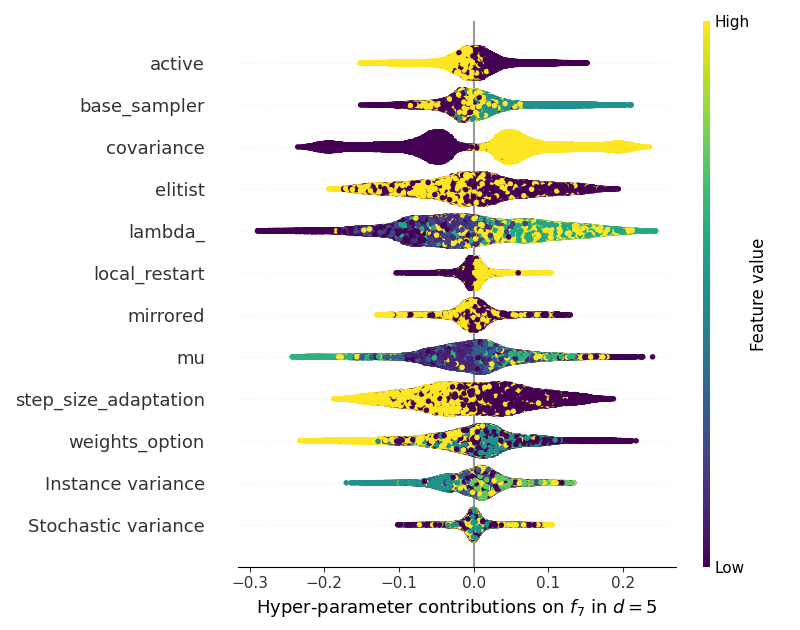 High
active
base_sampler
covariance
elitist
lambda_
local_restart
mirrored
mu
step_size_adaptation
weights_option
Instance variance
Stochastic variance
Feature value
Low
−0.3 −0.2 −0.1 0.0 0.1 0.2
Hyper-parameter contributions on f₇ in d = 5